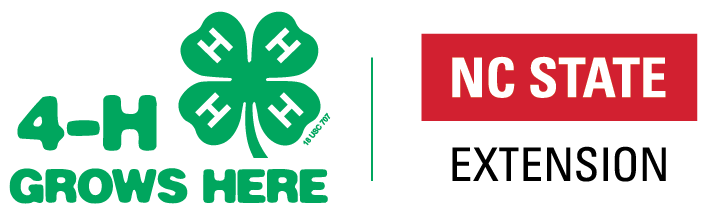 H H
H H
18 USC 707
4-H
GROWS HERE
NC STATE
EXTENSION